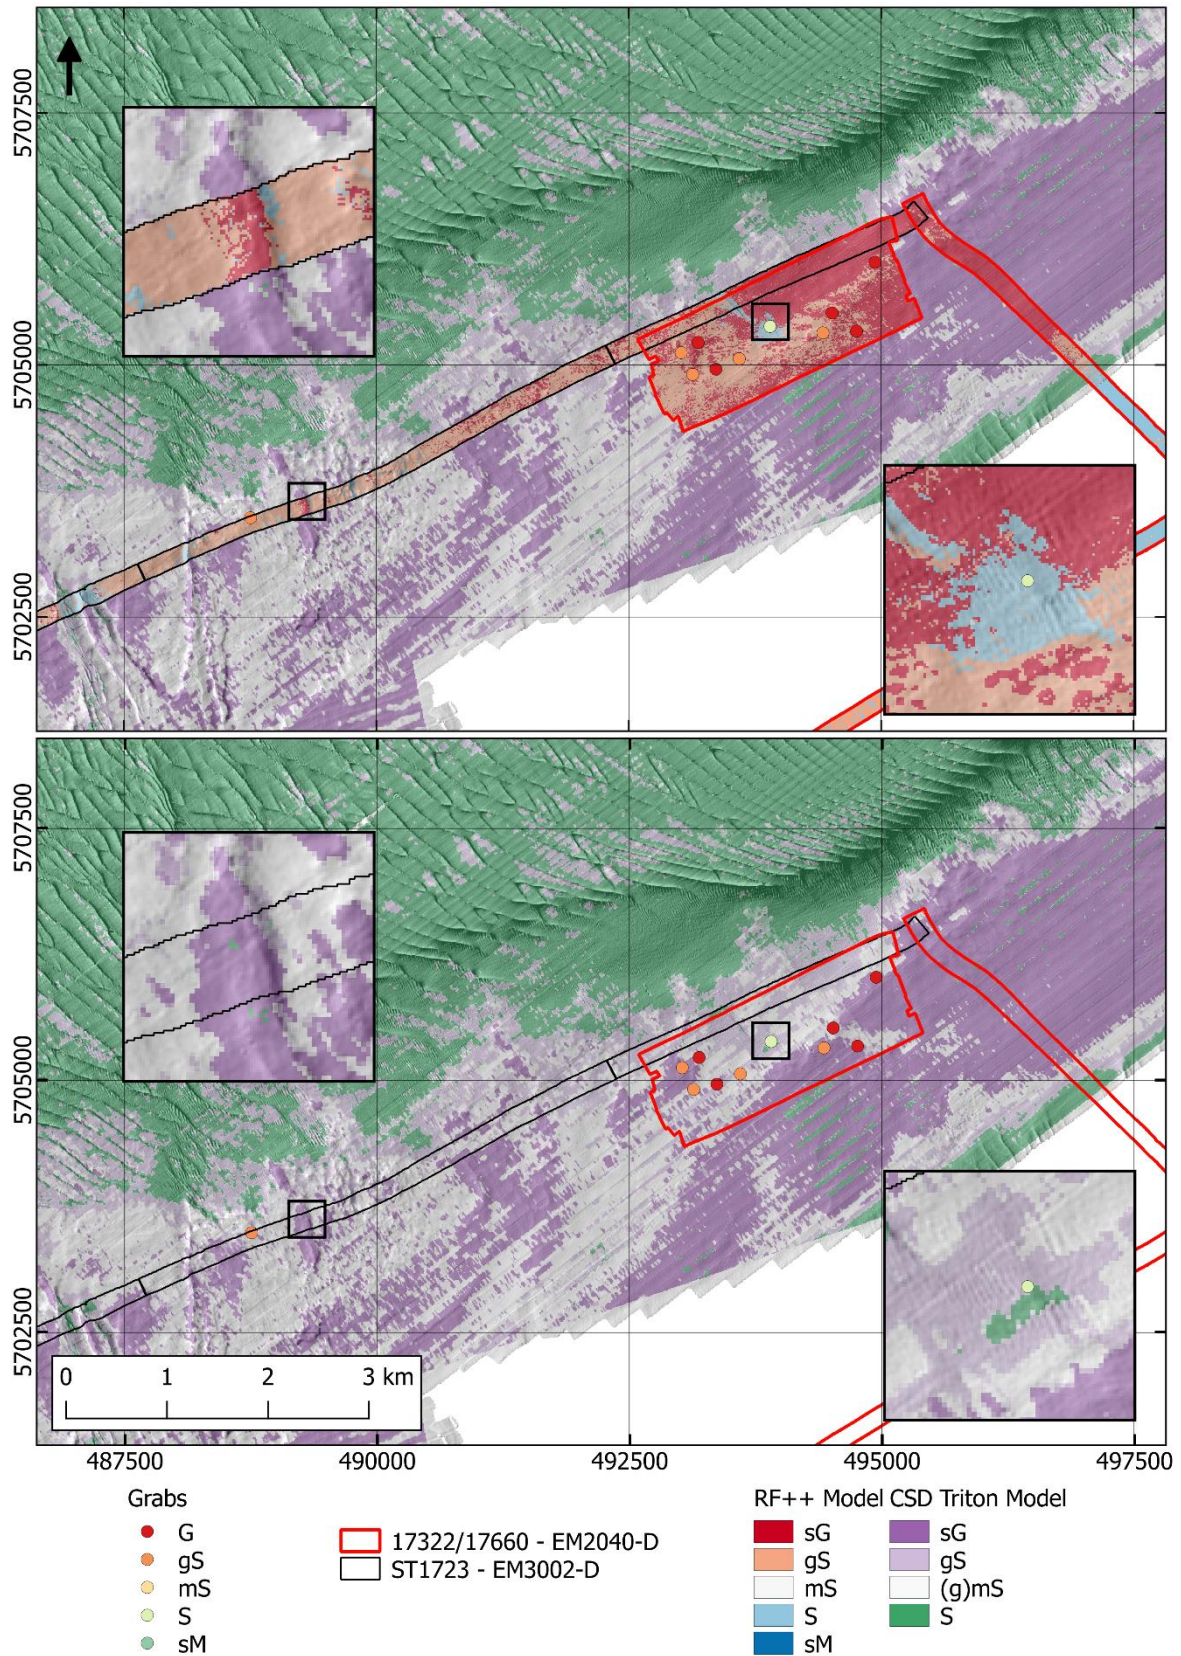 5707500
5705000
5702500
5707500
5705000
5702500
0 1 2 3 km
487500 490000 492500 495000 497500
Grabs
G
gS
mS
S
sM
17322/17660 - EM2040-D
ST1723 - EM3002-D
RF++ Model CSD Triton Model
sG sG
gS gS
mS (g)mS
S S
sM